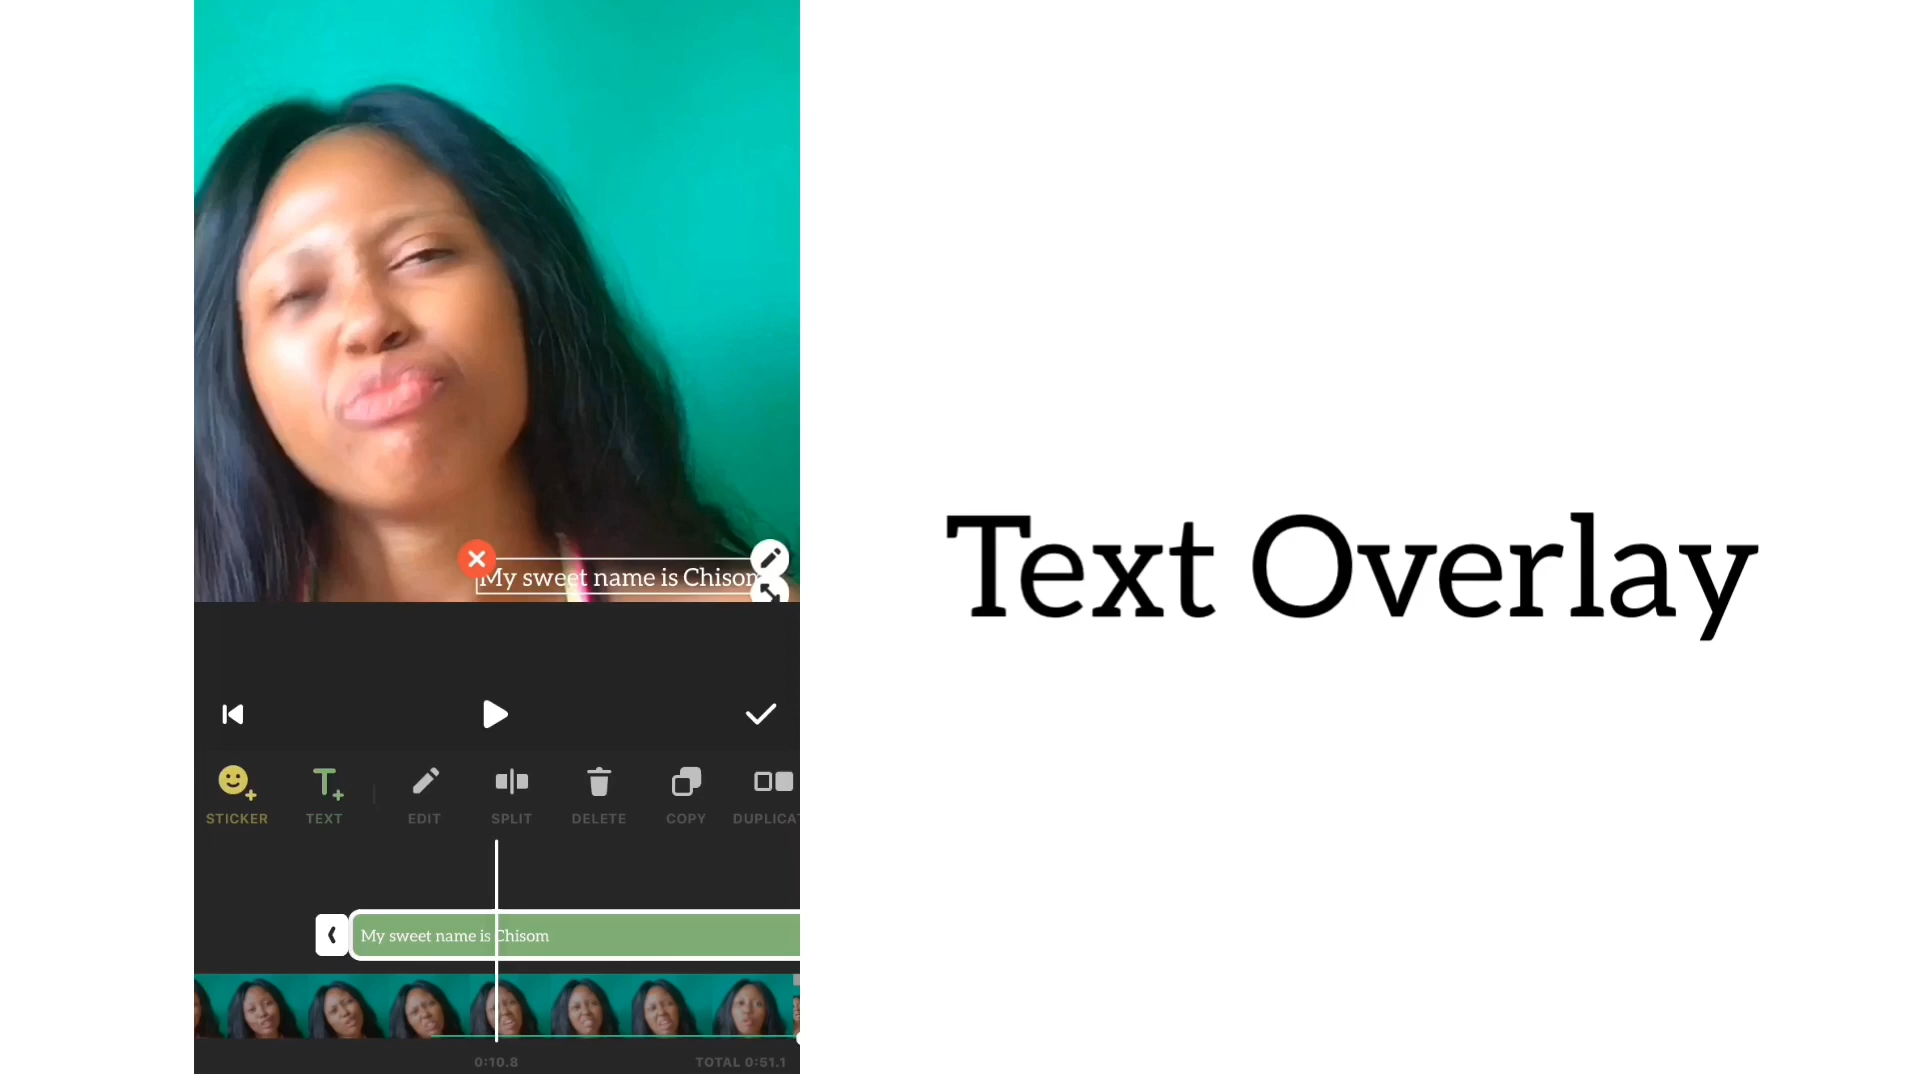 My sweet name is Chisom
Text Overlay
STICKER
TEXT
EDIT
SPLIT
DELETE
COPY
DUPLICAT
My sweet name is Chisom
0:10.8
TOTAL 0:51.1